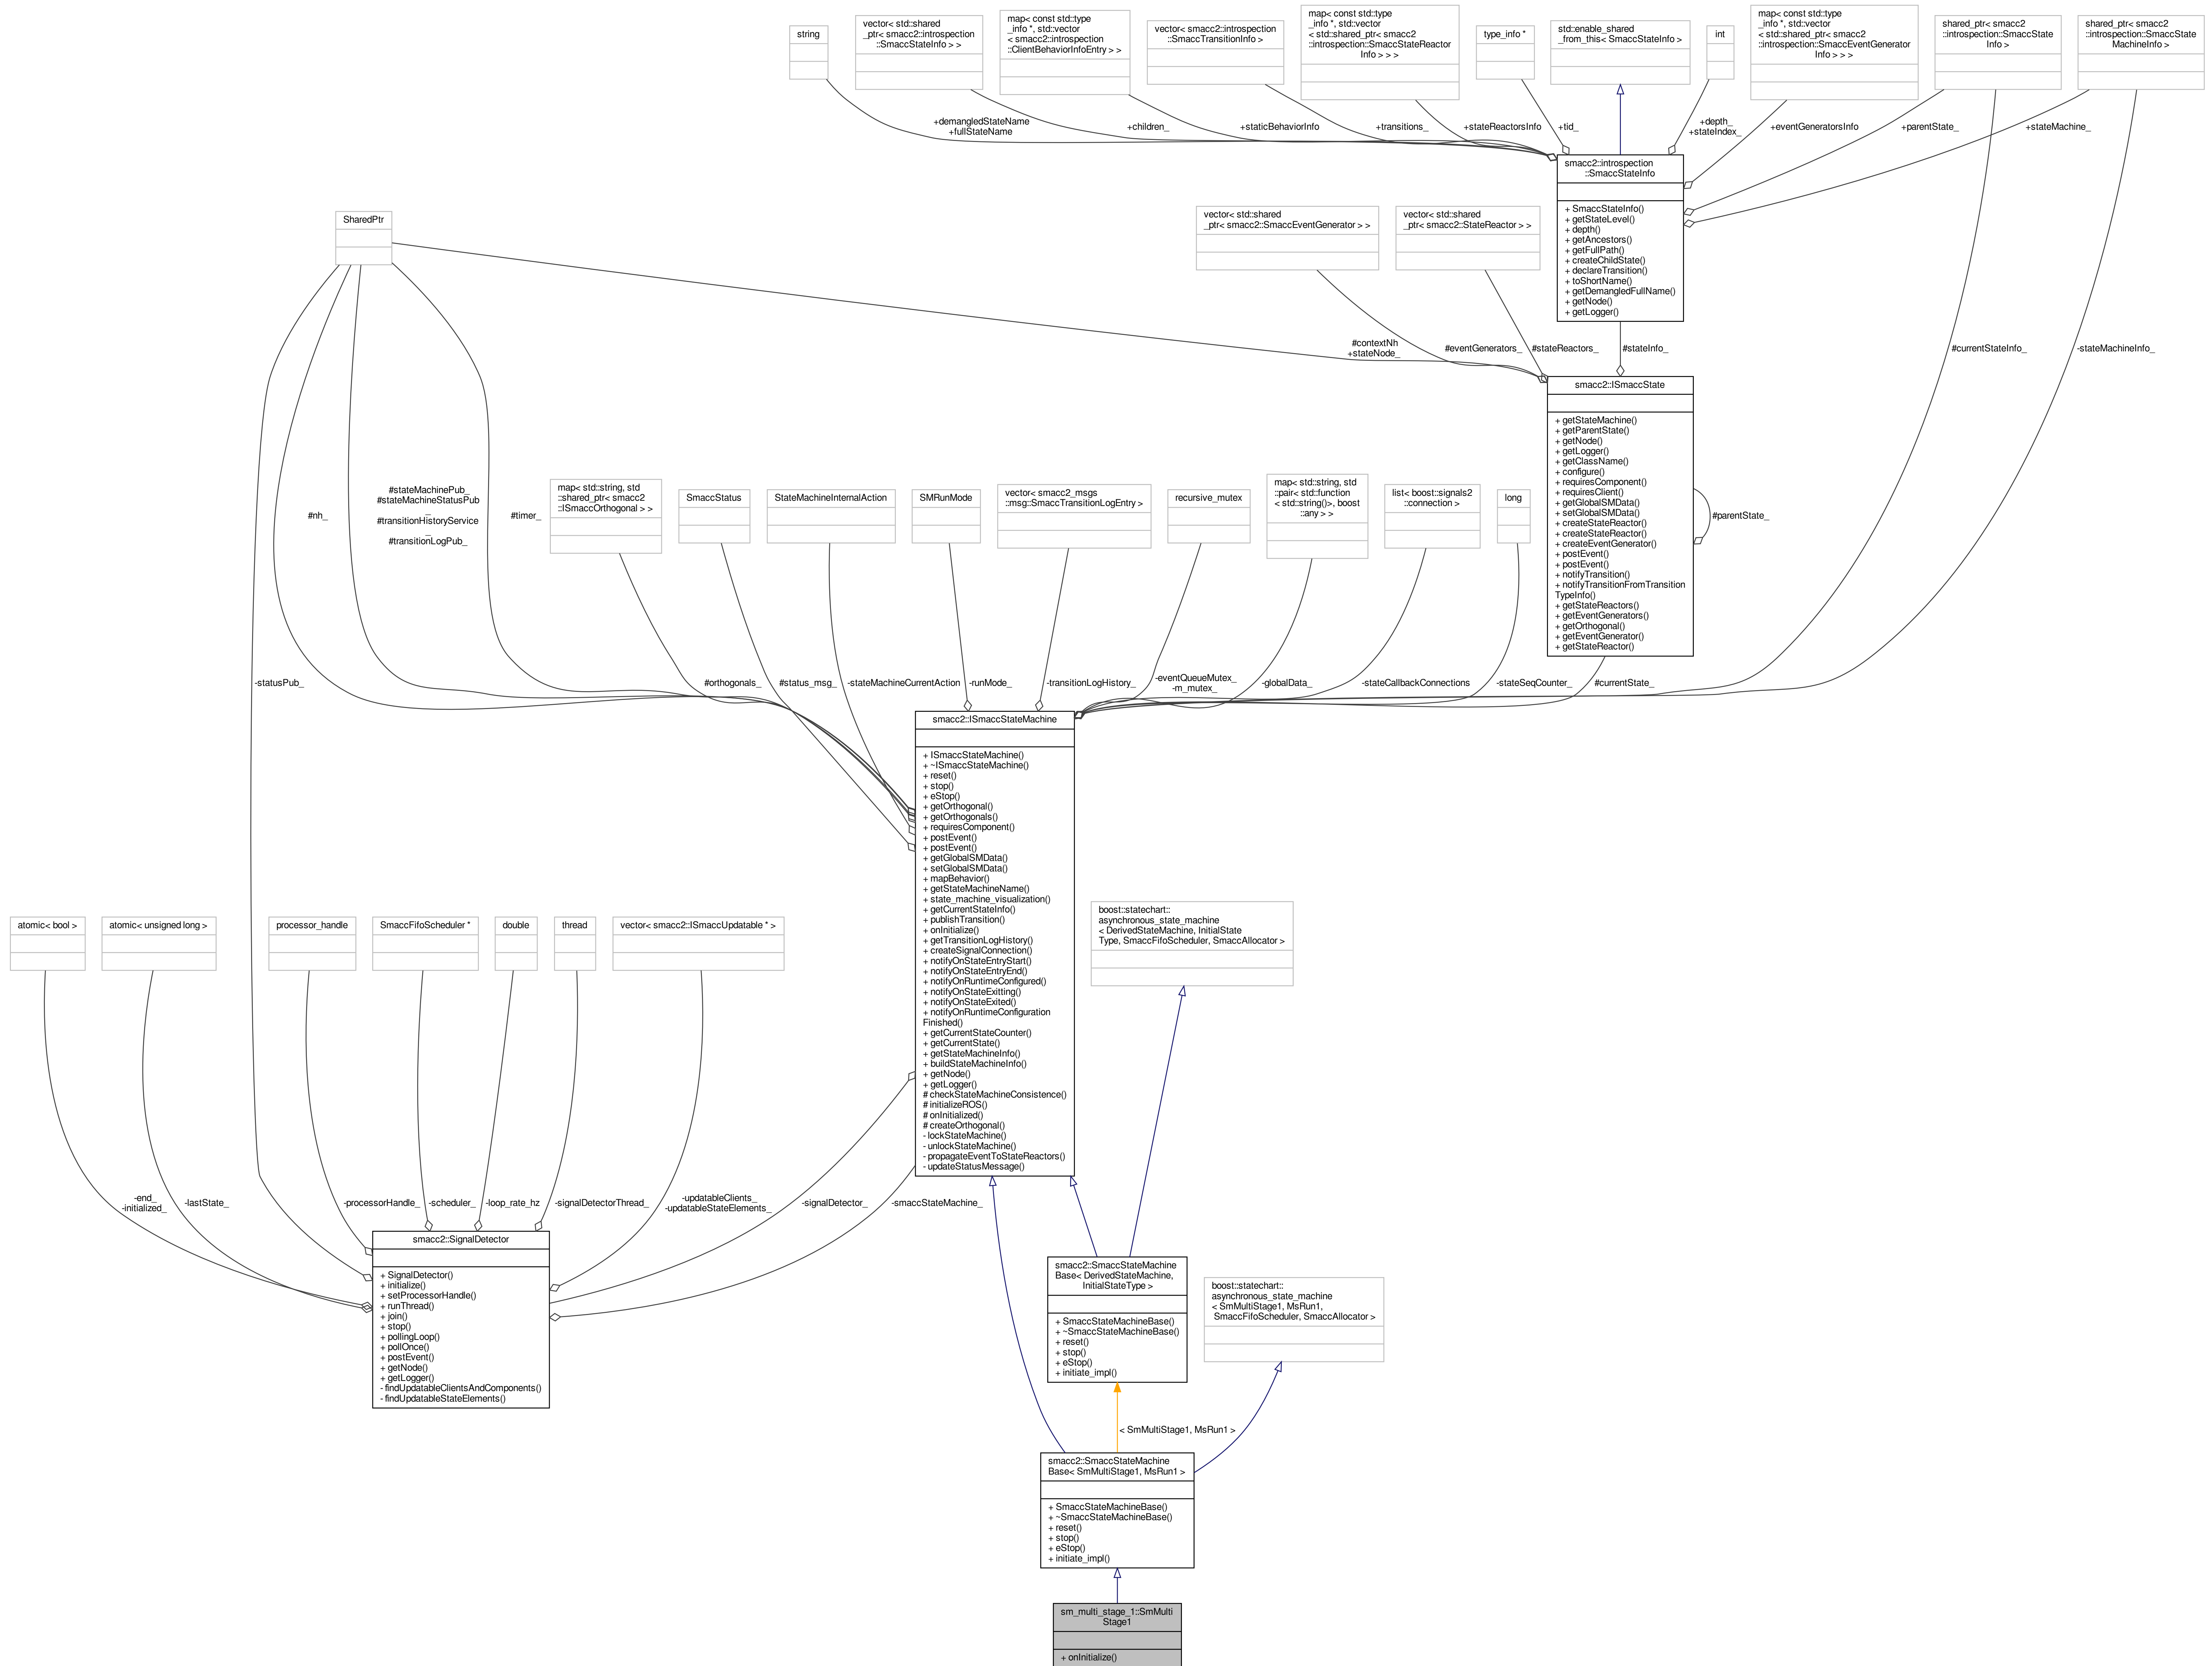 string
vector< std::shared
_ptr< smacc2::introspection
::SmaccStateInfo > >
map< const std::type
_info *, std::vector
< smacc2::introspection
::ClientBehaviorInfoEntry > >
vector< smacc2::introspection
::SmaccTransitionInfo >
map< const std::type
_info *, std::vector
< std::shared_ptr< smacc2
::introspection::SmaccStateReactor
Info > > >
type_info *
std::enable_shared
_from_this< SmaccStateInfo >
int
map< const std::type
_info *, std::vector
< std::shared_ptr< smacc2
::introspection::SmaccEventGenerator
Info > > >
shared_ptr< smacc2
::introspection::SmaccState
Info >
shared_ptr< smacc2
::introspection::SmaccState
MachineInfo >
+demangledStateName
+fullStateName
+children_
+staticBehaviorInfo
+transitions_
+stateReactorsInfo
+tid_
+depth_
+stateIndex_
+eventGeneratorsInfo
+parentState_
+stateMachine_
smacc2::introspection
::SmaccStateInfo
+ SmaccStateInfo()
+ getStateLevel()
+ depth()
+ getAncestors()
+ getFullPath()
+ createChildState()
+ declareTransition()
+ toShortName()
+ getDemangledFullName()
+ getNode()
+ getLogger()
SharedPtr
vector< std::shared
_ptr< smacc2::SmaccEventGenerator > >
vector< std::shared
_ptr< smacc2::StateReactor > >
#contextNh
+stateNode_
#eventGenerators_
#stateReactors_
#stateInfo_
#currentStateInfo_
-stateMachineInfo_
smacc2::ISmaccState
+ getStateMachine()
+ getParentState()
+ getNode()
+ getLogger()
+ getClassName()
+ configure()
+ requiresComponent()
+ requiresClient()
+ getGlobalSMData()
+ setGlobalSMData()
+ createStateReactor()
+ createStateReactor()
+ createEventGenerator()
+ postEvent()
+ postEvent()
+ notifyTransition()
+ notifyTransitionFromTransition
TypeInfo()
+ getStateReactors()
+ getEventGenerators()
+ getOrthogonal()
+ getEventGenerator()
+ getStateReactor()
#parentState_
#nh_
#stateMachinePub_
#stateMachineStatusPub
_
#transitionHistoryService
_
#transitionLogPub_
#timer_
map< std::string, std
::shared_ptr< smacc2
::ISmaccOrthogonal > >
SmaccStatus
StateMachineInternalAction
SMRunMode
vector< smacc2_msgs
::msg::SmaccTransitionLogEntry >
recursive_mutex
map< std::string, std
::pair< std::function
< std::string()>, boost
::any > >
list< boost::signals2
::connection >
long
-statusPub_
#orthogonals_
#status_msg_
-stateMachineCurrentAction
-runMode_
-transitionLogHistory_
-eventQueueMutex_
-m_mutex_
-globalData_
-stateCallbackConnections
-stateSeqCounter_
#currentState_
smacc2::ISmaccStateMachine
+ ISmaccStateMachine()
+ ~ISmaccStateMachine()
+ reset()
+ stop()
+ eStop()
+ getOrthogonal()
+ getOrthogonals()
+ requiresComponent()
+ postEvent()
+ postEvent()
+ getGlobalSMData()
+ setGlobalSMData()
+ mapBehavior()
+ getStateMachineName()
+ state_machine_visualization()
+ getCurrentStateInfo()
+ publishTransition()
+ onInitialize()
+ getTransitionLogHistory()
+ createSignalConnection()
+ notifyOnStateEntryStart()
+ notifyOnStateEntryEnd()
+ notifyOnRuntimeConfigured()
+ notifyOnStateExitting()
+ notifyOnStateExited()
+ notifyOnRuntimeConfiguration
Finished()
+ getCurrentStateCounter()
+ getCurrentState()
+ getStateMachineInfo()
+ buildStateMachineInfo()
+ getNode()
+ getLogger()
# checkStateMachineConsistence()
# initializeROS()
# onInitialized()
# createOrthogonal()
- lockStateMachine()
- unlockStateMachine()
- propagateEventToStateReactors()
- updateStatusMessage()
atomic< bool >
atomic< unsigned long >
processor_handle
SmaccFifoScheduler *
double
thread
vector< smacc2::ISmaccUpdatable * >
boost::statechart::
asynchronous_state_machine
< DerivedStateMachine, InitialState
Type, SmaccFifoScheduler, SmaccAllocator >
-end_
-initialized_
-lastState_
-processorHandle_
-scheduler_
-loop_rate_hz
-signalDetectorThread_
-updatableClients_
-updatableStateElements_
-signalDetector_
-smaccStateMachine_
smacc2::SignalDetector
+ SignalDetector()
+ initialize()
+ setProcessorHandle()
+ runThread()
+ join()
+ stop()
+ pollingLoop()
+ pollOnce()
+ postEvent()
+ getNode()
+ getLogger()
- findUpdatableClientsAndComponents()
- findUpdatableStateElements()
smacc2::SmaccStateMachine
Base< DerivedStateMachine,
InitialStateType >
+ SmaccStateMachineBase()
+ ~SmaccStateMachineBase()
+ reset()
+ stop()
+ eStop()
+ initiate_impl()
boost::statechart::
asynchronous_state_machine
< SmMultiStage1, MsRun1,
SmaccFifoScheduler, SmaccAllocator >
< SmMultiStage1, MsRun1 >
smacc2::SmaccStateMachine
Base< SmMultiStage1, MsRun1 >
+ SmaccStateMachineBase()
+ ~SmaccStateMachineBase()
+ reset()
+ stop()
+ eStop()
+ initiate_impl()
sm_multi_stage_1::SmMulti
Stage1
+ onInitialize()